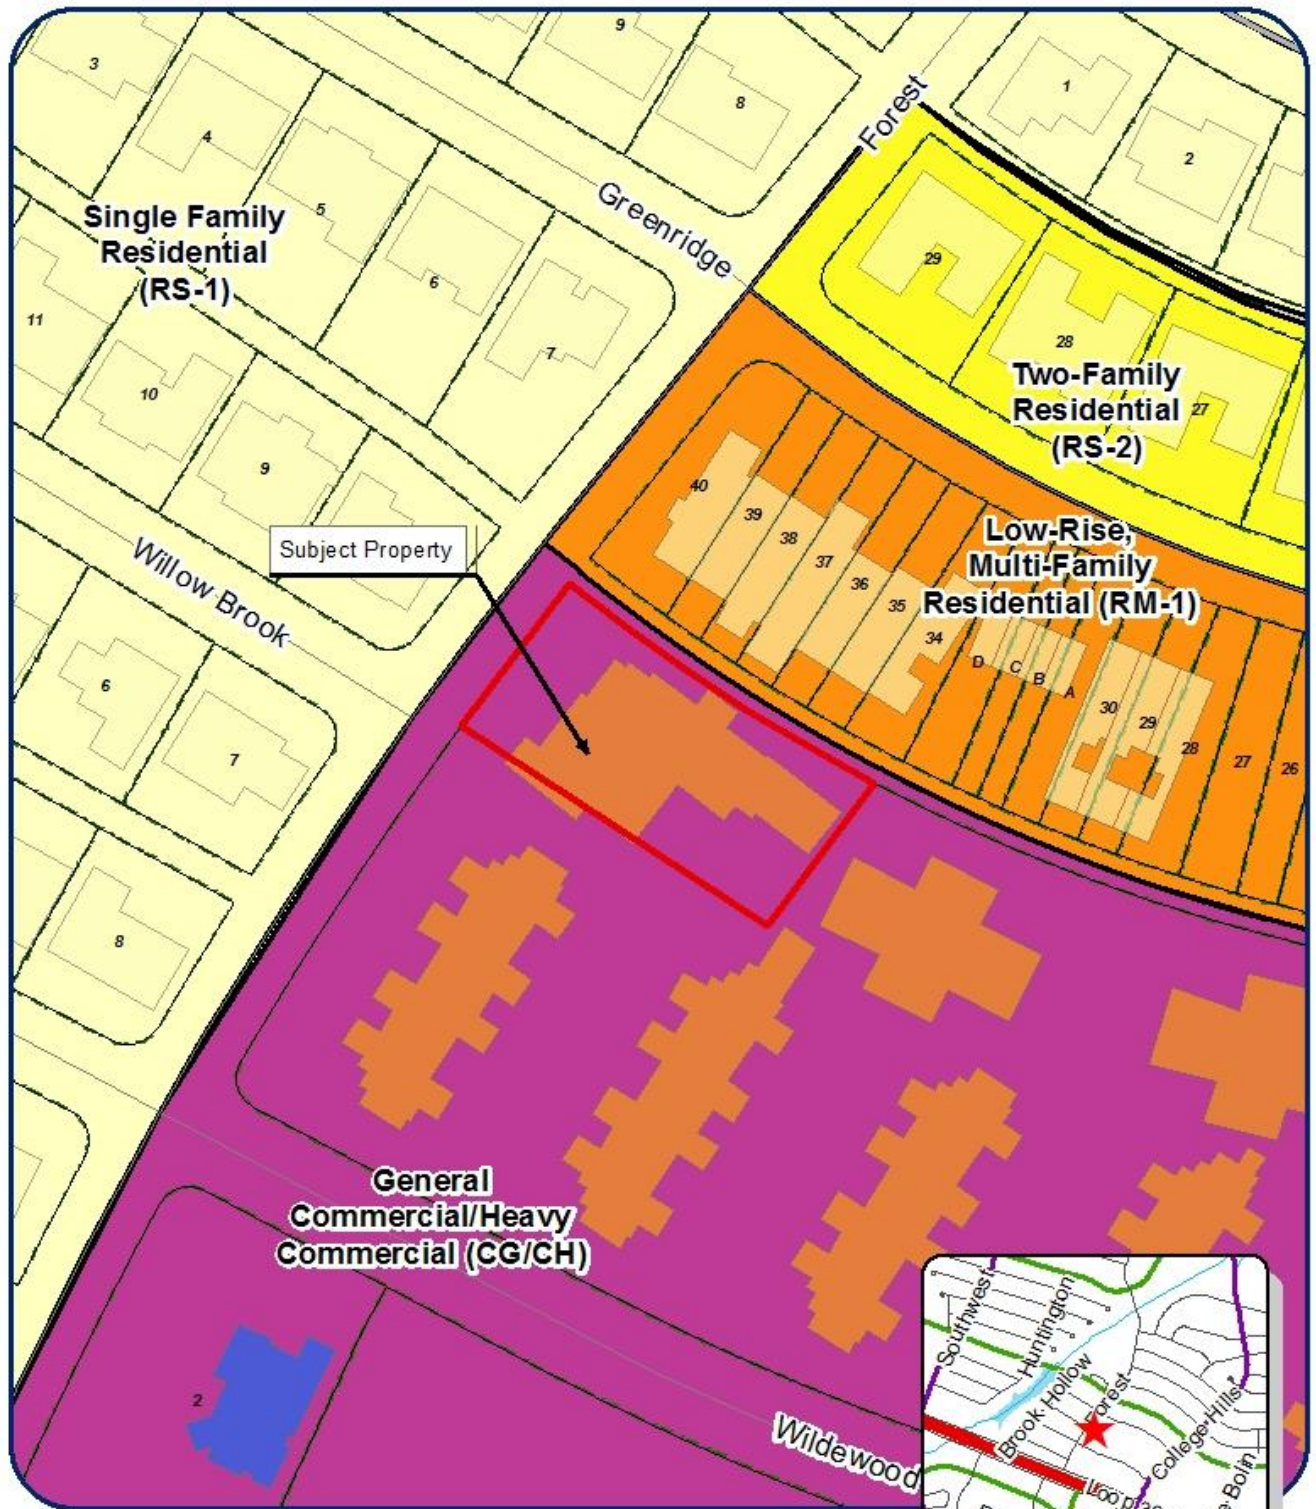 9
3
8
1
4
Forest
2
5
Single Family
Residential
(RS-1)
Greenridge
6
29
11
7
28
10
Two-Family
Residential
(RS-2)
27
9
40
39
38
37
36
35
34
Low-Rise,
Multi-Family
Residential (RM-1)
Subject Property
Willow Brook
D
C
B
A
30
29
28
27
26
6
7
8
General
Commercial/Heavy
Commercial (CG/CH)
2
Wildewood
Southwest
Huntington
Brook Hollow
Forest
College Hills
Loop
Bolin